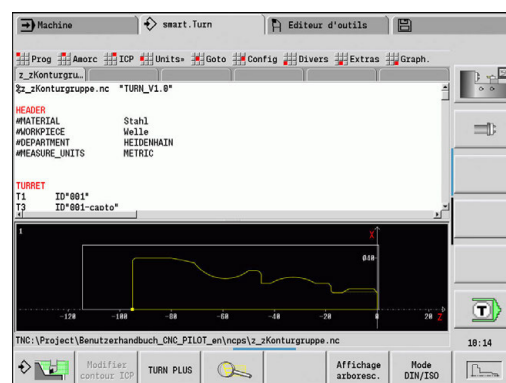 Machine
smart.Turn
Editeur d'outils
Prog Amorc ICP Units» Goto Config Divers Extras Graph.
z_zKonturgru…
%z_zKonturgruppe.nc "TURN_V1.0"
HEADER
#MATERIAL Stahl
#WORKPIECE Welle
#DEPARTMENT HEIDENHAIN
#MEASURE_UNITS METRIC
TURRET
T1 ID"001"
T3 ID"001-capto"
1
X
Ø40
-120 -100 -80 -60 -40 -20 0 20 Z
TNC:\Project\Benutzerhandbuch_CNC_PILOT_en\ncps\z_zKonturgruppe.nc
T
10:14
Modifier contour ICP
TURN PLUS
Affichage arboresc.
Mode DIN/ISO